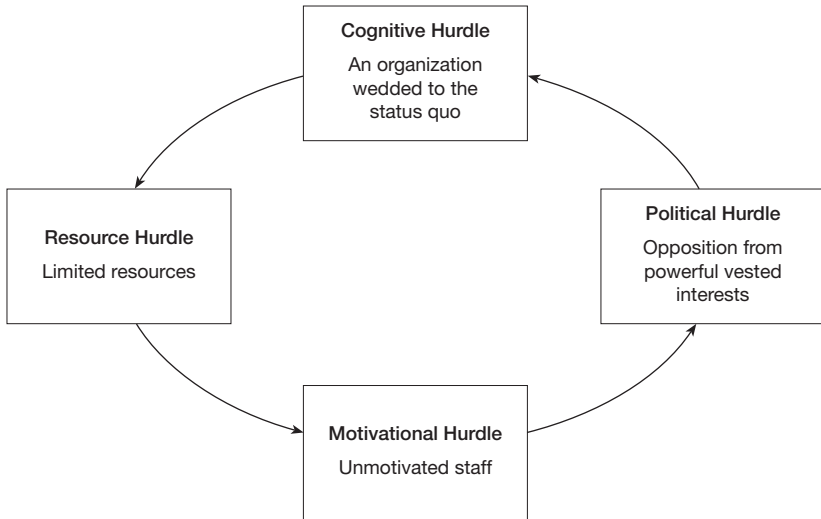 Cognitive Hurdle
An organization
wedded to the
status quo
Resource Hurdle
Limited resources
Political Hurdle
Opposition from
powerful vested
interests
Motivational Hurdle
Unmotivated staff